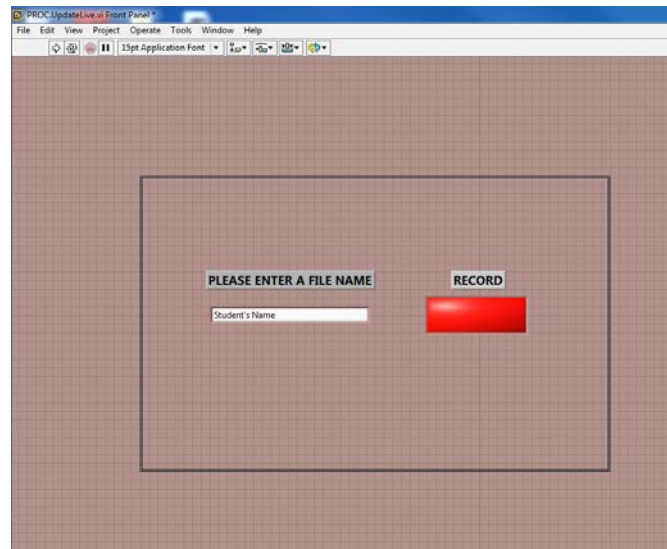 PROC.UpdateLive.vi Front Panel *
File Edit View Project Operate Tools Window Help
15pt Application Font
PLEASE ENTER A FILE NAME
RECORD
Student's Name